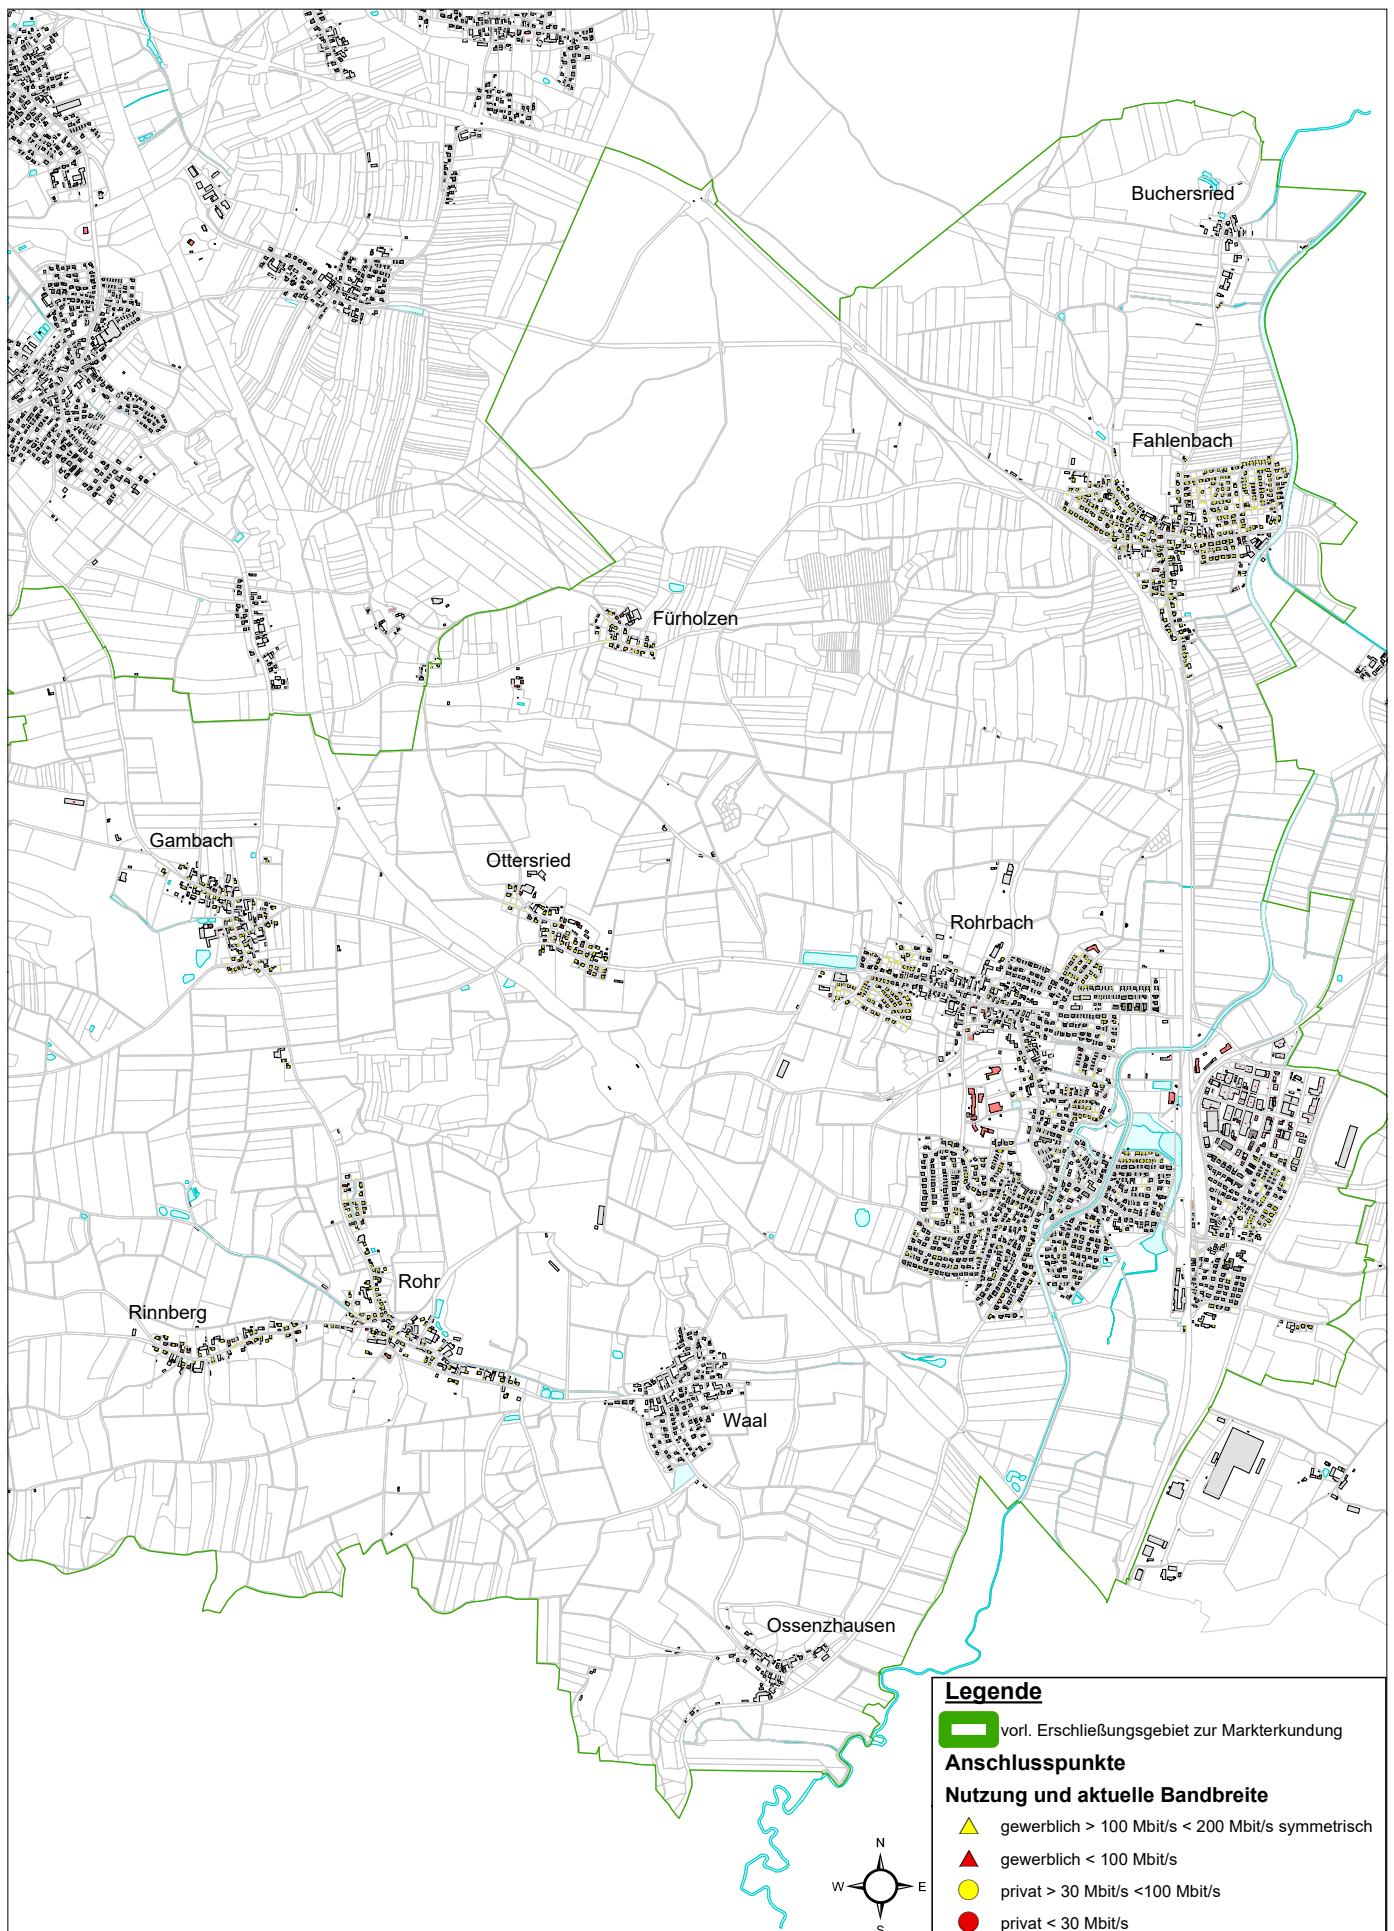 Buchersried
Fahlenbach
Fürholzen
Gambach
Ottersried
Rohrbach
Rohr
Rinnberg
Waal
Ossenzhausen
Legende
vorl. Erschließungsgebiet zur Markterkundung
Anschlusspunkte
Nutzung und aktuelle Bandbreite
gewerblich > 100 Mbit/s < 200 Mbit/s symmetrisch
gewerblich < 100 Mbit/s
privat > 30 Mbit/s <100 Mbit/s
privat < 30 Mbit/s
N
W E
S